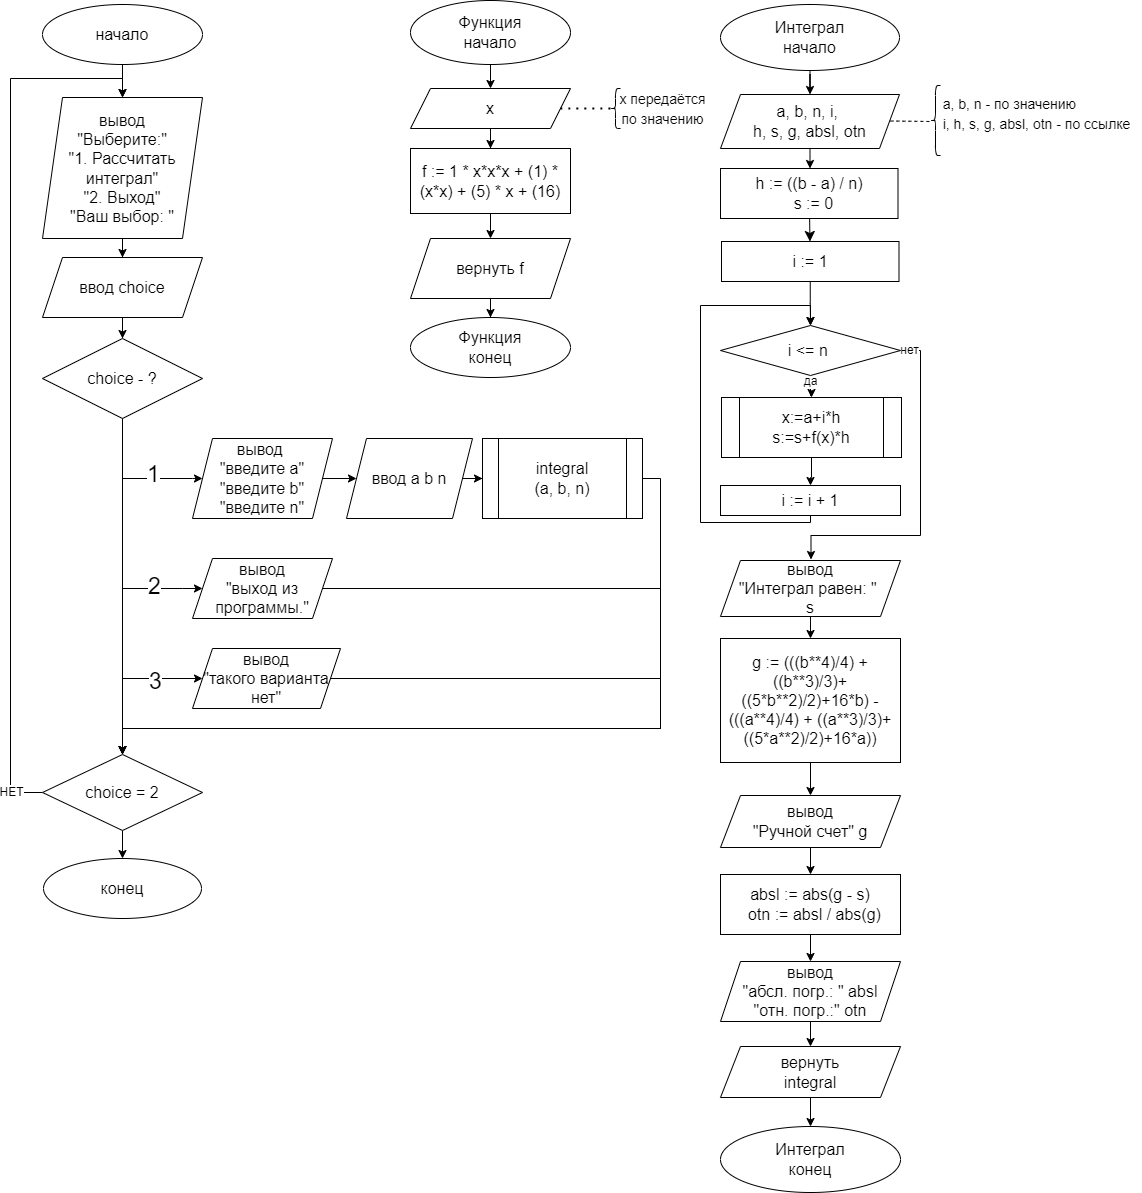 начало
вывод
"Выберите:"
"1. Рассчитать
интеграл"
"2. Выход"
"Ваш выбор: "
ввод choice
choice - ?
1
вывод
"введите a"
"введите b"
"введите n"
ввод a b n
integral
(a, b, n)
2
вывод
"выход из
программы."
3
вывод
"такого варианта
нет"
choice = 2
НЕТ
конец
Функция
начало
x
x передаётся
по значению
f := 1 * x*x*x + (1) *
(x*x) + (5) * x + (16)
вернуть f
Функция
конец
Интеграл
начало
a, b, n, i,
h, s, g, absl, otn
a, b, n - по значению
i, h, s, g, absl, otn - по ссылке
h := ((b - a) / n)
s := 0
i := 1
i <= n
нет
да
x:=a+i*h
s:=s+f(x)*h
i := i + 1
вывод
"Интеграл равен: "
s
g := (((b**4)/4) +
((b**3)/3)+
((5*b**2)/2)+16*b) -
(((a**4)/4) + ((a**3)/3)+
((5*a**2)/2)+16*a))
вывод
"Ручной счет" g
absl := abs(g - s)
otn := absl / abs(g)
вывод
"абсл. погр.: " absl
"отн. погр.:" otn
вернуть
integral
Интеграл
конец